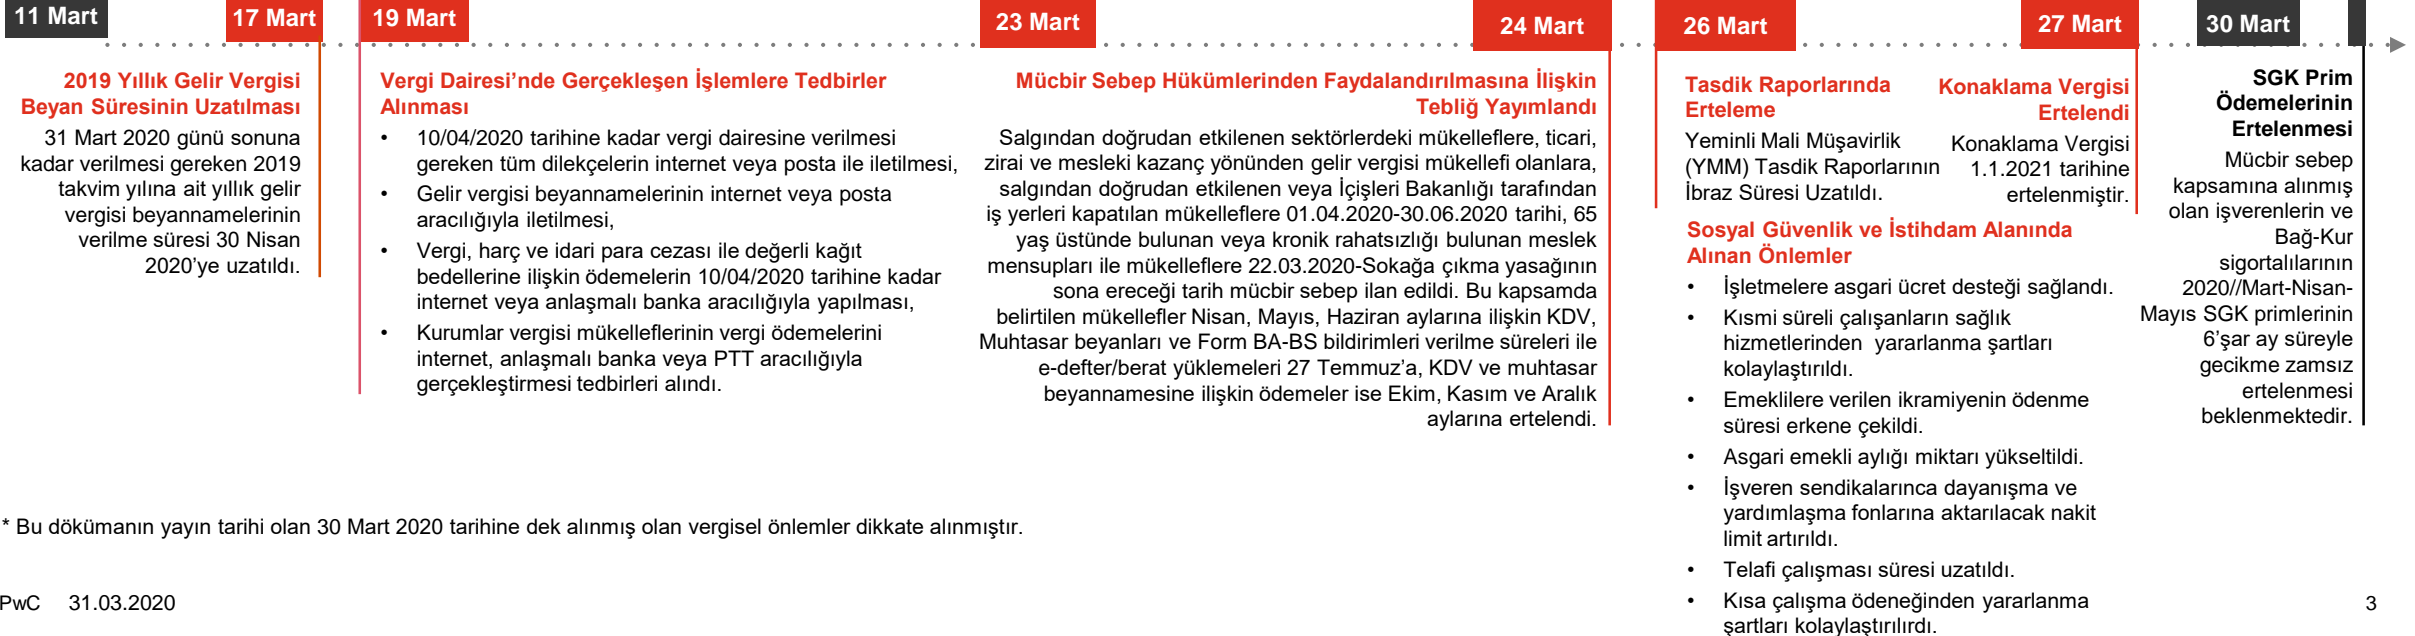 11 Mart
17 Mart
19 Mart
23 Mart
24 Mart
26 Mart
27 Mart
30 Mart
2019 Yıllık Gelir Vergisi
Beyan Süresinin Uzatılması
31 Mart 2020 günü sonuna
kadar verilmesi gereken 2019
takvim yılına ait yıllık gelir
vergisi beyannamelerinin
verilme süresi 30 Nisan
2020’ye uzatıldı.
Vergi Dairesi’nde Gerçekleşen İşlemlere Tedbirler
Alınması
• 10/04/2020 tarihine kadar vergi dairesine verilmesi
gereken tüm dilekçelerin internet veya posta ile iletilmesi,
• Gelir vergisi beyannamelerinin internet veya posta
aracılığıyla iletilmesi,
• Vergi, harç ve idari para cezası ile değerli kağıt
bedellerine ilişkin ödemelerin 10/04/2020 tarihine kadar
internet veya anlaşmalı banka aracılığıyla yapılması,
• Kurumlar vergisi mükelleflerinin vergi ödemelerini
internet, anlaşmalı banka veya PTT aracılığıyla
gerçekleştirmesi tedbirleri alındı.
Mücbir Sebep Hükümlerinden Faydalandırılmasına İlişkin
Tebliğ Yayımlandı
Salgından doğrudan etkilenen sektörlerdeki mükelleflere, ticari,
zirai ve mesleki kazanç yönünden gelir vergisi mükellefi olanlara,
salgından doğrudan etkilenen veya İçişleri Bakanlığı tarafından
iş yerleri kapatılan mükelleflere 01.04.2020-30.06.2020 tarihi, 65
yaş üstünde bulunan veya kronik rahatsızlığı bulunan meslek
mensupları ile mükelleflere 22.03.2020-Sokağa çıkma yasağının
sona ereceği tarih mücbir sebep ilan edildi. Bu kapsamda
belirtilen mükellefler Nisan, Mayıs, Haziran aylarına ilişkin KDV,
Muhtasar beyanları ve Form BA-BS bildirimleri verilme süreleri ile
e-defter/berat yüklemeleri 27 Temmuz’a, KDV ve muhtasar
beyannamesine ilişkin ödemeler ise Ekim, Kasım ve Aralık
aylarına ertelendi.
Tasdik Raporlarında
Erteleme
Yeminli Mali Müşavirlik
(YMM) Tasdik Raporlarının
İbraz Süresi Uzatıldı.
Konaklama Vergisi
Ertelendi
Konaklama Vergisi
1.1.2021 tarihine
ertelenmiştir.
Sosyal Güvenlik ve İstihdam Alanında
Alınan Önlemler
• İşletmelere asgari ücret desteği sağlandı.
• Kısmi süreli çalışanların sağlık
hizmetlerinden yararlanma şartları
kolaylaştırıldı.
• Emeklilere verilen ikramiyenin ödenme
süresi erkene çekildi.
• Asgari emekli aylığı miktarı yükseltildi.
• İşveren sendikalarınca dayanışma ve
yardımlaşma fonlarına aktarılacak nakit
limit artırıldı.
• Telafi çalışması süresi uzatıldı.
• Kısa çalışma ödeneğinden yararlanma
şartları kolaylaştırılırdı.
SGK Prim
Ödemelerinin
Ertelenmesi
Mücbir sebep
kapsamına alınmış
olan işverenlerin ve
Bağ-Kur
sigortalılarının
2020//Mart-Nisan-
Mayıs SGK primlerinin
6’şar ay süreyle
gecikme zamsız
ertelenmesi
beklenmektedir.
* Bu dökümanın yayın tarihi olan 30 Mart 2020 tarihine dek alınmış olan vergisel önlemler dikkate alınmıştır.
PwC 31.03.2020
3